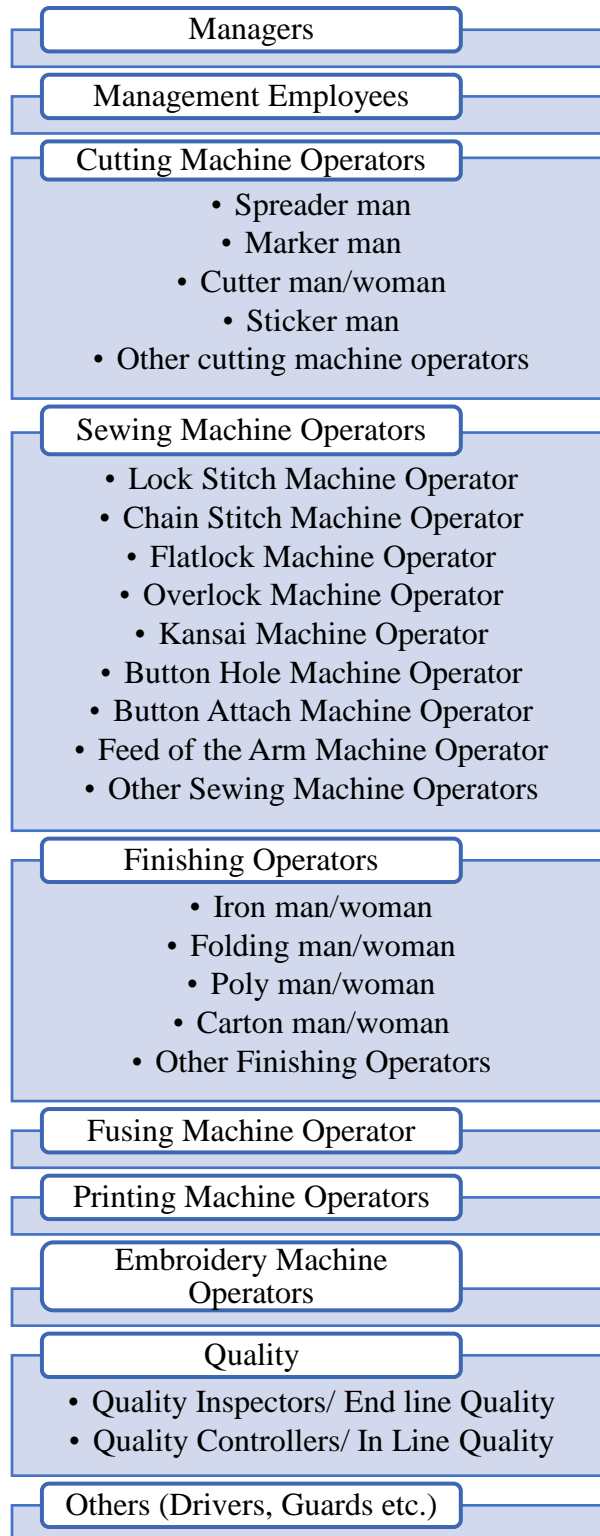 Managers
Management Employees
Cutting Machine Operators
• Spreader man
• Marker man
• Cutter man/woman
• Sticker man
• Other cutting machine operators
Sewing Machine Operators
• Lock Stitch Machine Operator
• Chain Stitch Machine Operator
• Flatlock Machine Operator
• Overlock Machine Operator
• Kansai Machine Operator
• Button Hole Machine Operator
• Button Attach Machine Operator
• Feed of the Arm Machine Operator
• Other Sewing Machine Operators
Finishing Operators
• Iron man/woman
• Folding man/woman
• Poly man/woman
• Carton man/woman
• Other Finishing Operators
Fusing Machine Operator
Printing Machine Operators
Embroidery Machine
Operators
Quality
• Quality Inspectors/ End line Quality
• Quality Controllers/ In Line Quality
Others (Drivers, Guards etc.)